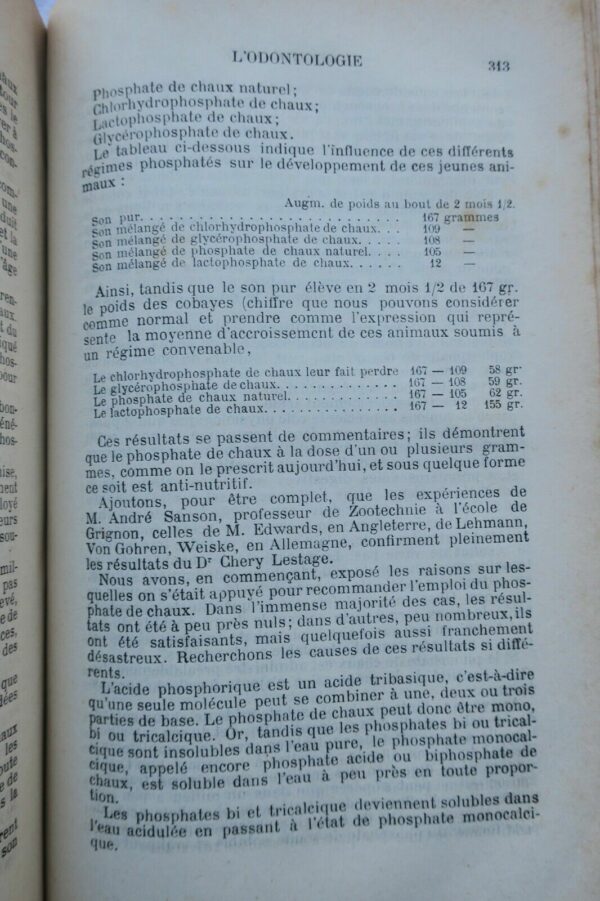 L'ODONTOLOGIE 313
Phosphate de chaux naturel;
Chlorhydrophosphate de chaux;
Lactophosphate de chaux;
Glycérophosphate de chaux.
Le tableau ci-dessous indique l'influence de ces différents
régimes phosphatés sur le développement de ces jeunes ani-
maux :
Augm. de poids au bout de 2 mois 1/2.
Son pur. . . . . . . . . . . . . . . . . . . . . . . . 167 grammes
Son mélangé de chlorhydrophosphate de chaux. . . 109 —
Son mélangé de glycérophosphate de chaux. . . . . 108 —
Son mélangé de phosphate de chaux naturel. . . . 105 —
Son mélangé de lactophosphate de chaux. . . . . . 12 —
Ainsi, tandis que le son pur élève en 2 mois 1/2 de 167 gr.
le poids des cobayes (chiffre que nous pouvons considérer
comme normal et prendre comme l'expression qui repré-
sente la moyenne d'accroissement de ces animaux soumis à
un régime convenable,
Le chlorhydrophosphate de chaux leur fait perdre 167 — 109 58 gr.
Le glycérophosphate de chaux. . . . . . . . . . . . . 167 — 108 59 gr.
Le phosphate de chaux naturel. . . . . . . . . . . . 167 — 105 62 gr.
Le lactophosphate de chaux. . . . . . . . . . . . . . 167 — 12 155 gr.
Ces résultats se passent de commentaires; ils démontrent
que le phosphate de chaux à la dose d'un ou plusieurs gram-
mes, comme on le prescrit aujourd'hui, et sous quelque forme
ce soit est anti-nutritif.
Ajoutons, pour être complet, que les expériences de
M. André Sanson, professeur de Zootechnie à l'école de
Grignon, celles de M. Edwards, en Angleterre, de Lehmann,
Von Gohren, Weiske, en Allemagne, confirment pleinement
les résultats du Dr Chery Lestage.
Nous avons, en commençant, exposé les raisons sur les-
quelles on s'était appuyé pour recommander l'emploi du phos-
phate de chaux. Dans l'immense majorité des cas, les résul-
tats ont été à peu près nuls; dans d'autres, peu nombreux, ils
ont été satisfaisants, mais quelquefois aussi franchement
désastreux. Recherchons les causes de ces résultats si diffé-
rents.
L'acide phosphorique est un acide tribasique, c'est-à-dire
qu'une seule molécule peut se combiner à une, deux ou trois
parties de base. Le phosphate de chaux peut donc être mono,
bi ou tricalcique. Or, tandis que les phosphates bi ou trical-
cique sont insolubles dans l'eau pure, le phosphate monocal-
cique, appelé encore phosphate acide ou biphosphate de
chaux, est soluble dans l'eau à peu près en toute propor-
tion.
Les phosphates bi et tricalcique deviennent solubles dans
l'eau acidulée en passant à l'état de phosphate monocalci-
que.